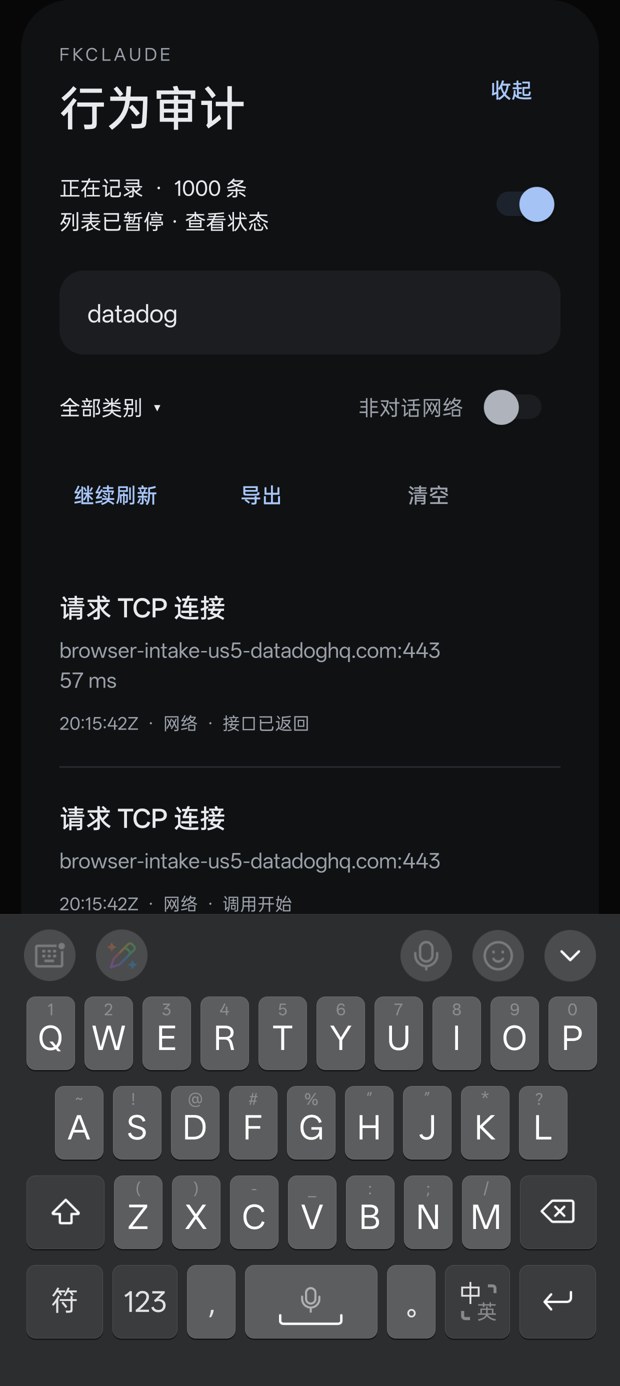 FKCLAUDE
行为审计
收起
正在记录 · 1000 条
列表已暂停 · 查看状态
datadog
全部类别 ▾
非对话网络
继续刷新
导出
清空
请求 TCP 连接
browser-intake-us5-datadoghq.com:443
57 ms
20:15:42Z · 网络 · 接口已返回
请求 TCP 连接
browser-intake-us5-datadoghq.com:443
20:15:42Z · 网络 · 调用开始
1 2 3 4 5 6 7 8 9 0
Q W E R T Y U I O P
~ ! @ # % " " * ?
A S D F G H J K L
( ) - _ : ; /
Z X C V B N M
符 123 , 。 中 英